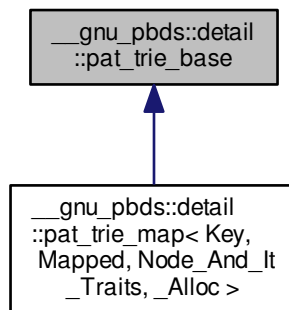 __gnu_pbds::detail
::pat_trie_base
__gnu_pbds::detail
::pat_trie_map< Key,
Mapped, Node_And_It
_Traits, _Alloc >